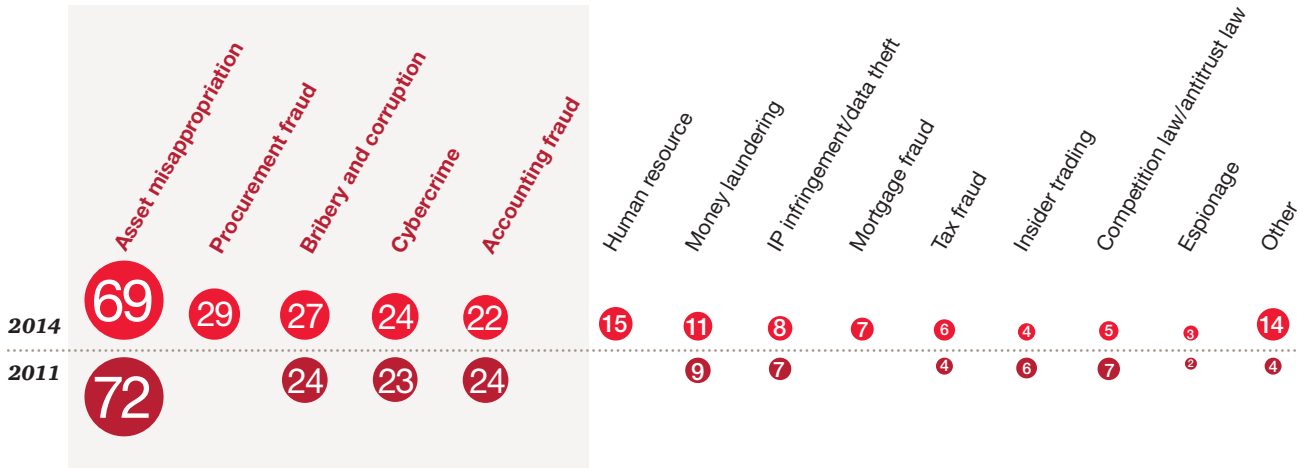 Asset misappropriation
Procurement fraud
Bribery and corruption
Cybercrime
Accounting fraud
Human resource
Money laundering
IP infringement/data theft
Mortgage fraud
Tax fraud
Insider trading
Competition law/antitrust law
Espionage
Other
2014 69 29 27 24 22 15 11 8 7 6 4 5 3 14
2011 72 24 23 24 9 7 4 6 7 2 4